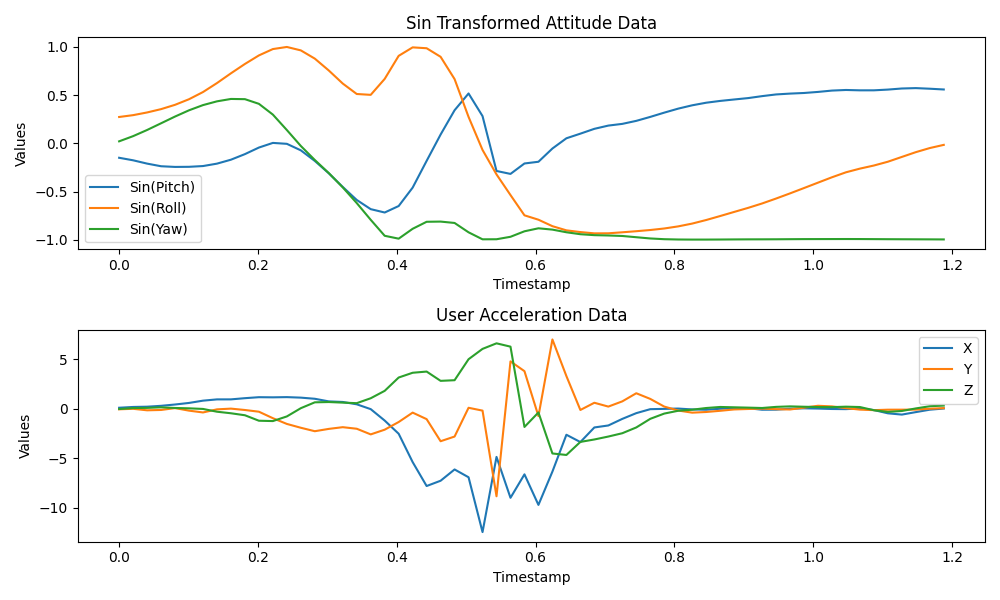 Sin Transformed Attitude Data
1.0
0.5
0.0
−0.5
−1.0
Values
Sin(Pitch)
Sin(Roll)
Sin(Yaw)
0.0 0.2 0.4 0.6 0.8 1.0 1.2
Timestamp
User Acceleration Data
5
0
−5
−10
Values
X
Y
Z
0.0 0.2 0.4 0.6 0.8 1.0 1.2
Timestamp